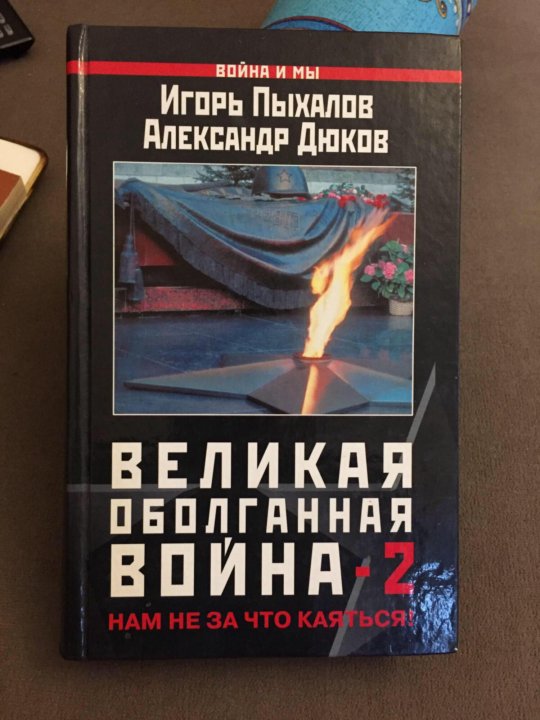 ВОЙНА И МЫ
ИГОРЬ ПЫХАЛОВ
АЛЕКСАНДР ДЮКОВ
ВЕЛИКАЯ
ОБОЛГАННАЯ
ВОЙНА-2
НАМ НЕ ЗА ЧТО КАЯТЬСЯ!